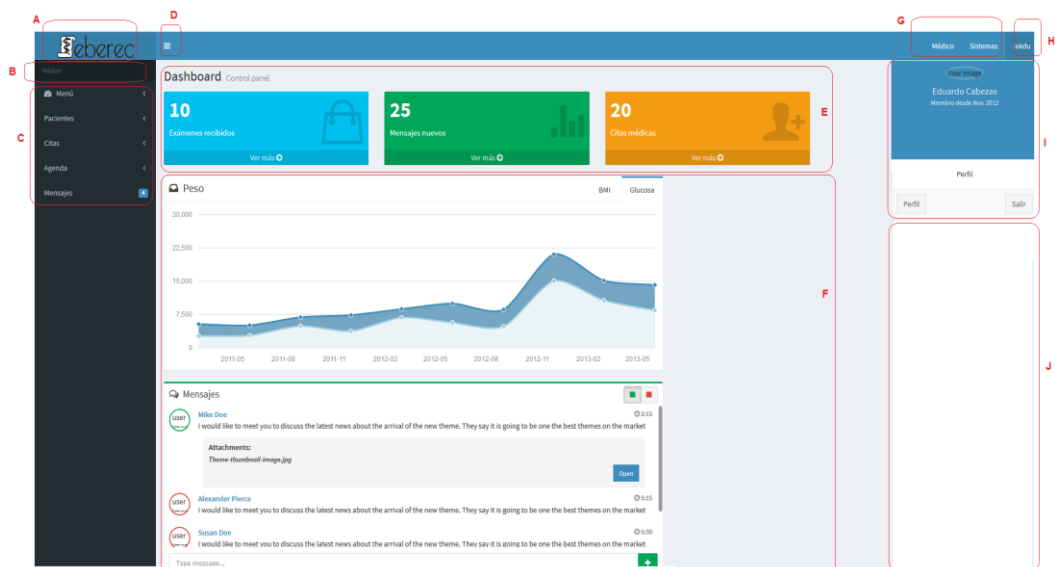 A
D
G
H
eberec
Médico
Sistemas
ekdu
B
Médico
C
Menú
Pacientes
Citas
Agenda
Mensajes
4
Dashboard Control panel
10
Exámenes recibidos
Ver más
25
Mensajes nuevos
Ver más
20
Citas médicas
Ver más
E
User Image
Eduardo Cabezas
Miembro desde Nov. 2012
Perfil
Perfil
Salir
I
Peso
BMI
Glucosa
30,000
22,500
15,000
7,500
0
2011-05
2011-08
2011-11
2012-02
2012-05
2012-08
2012-11
2013-02
2013-05
F
J
Mensajes
user
Mike Doe
2:15
I would like to meet you to discuss the latest news about the arrival of the new theme. They say it is going to be one the best themes on the market
Attachments:
Theme-thumbnail-image.jpg
Open
user
Alexander Pierce
5:15
I would like to meet you to discuss the latest news about the arrival of the new theme. They say it is going to be one the best themes on the market
user
Susan Doe
5:30
I would like to meet you to discuss the latest news about the arrival of the new theme. They say it is going to be one the best themes on the market
Type message...